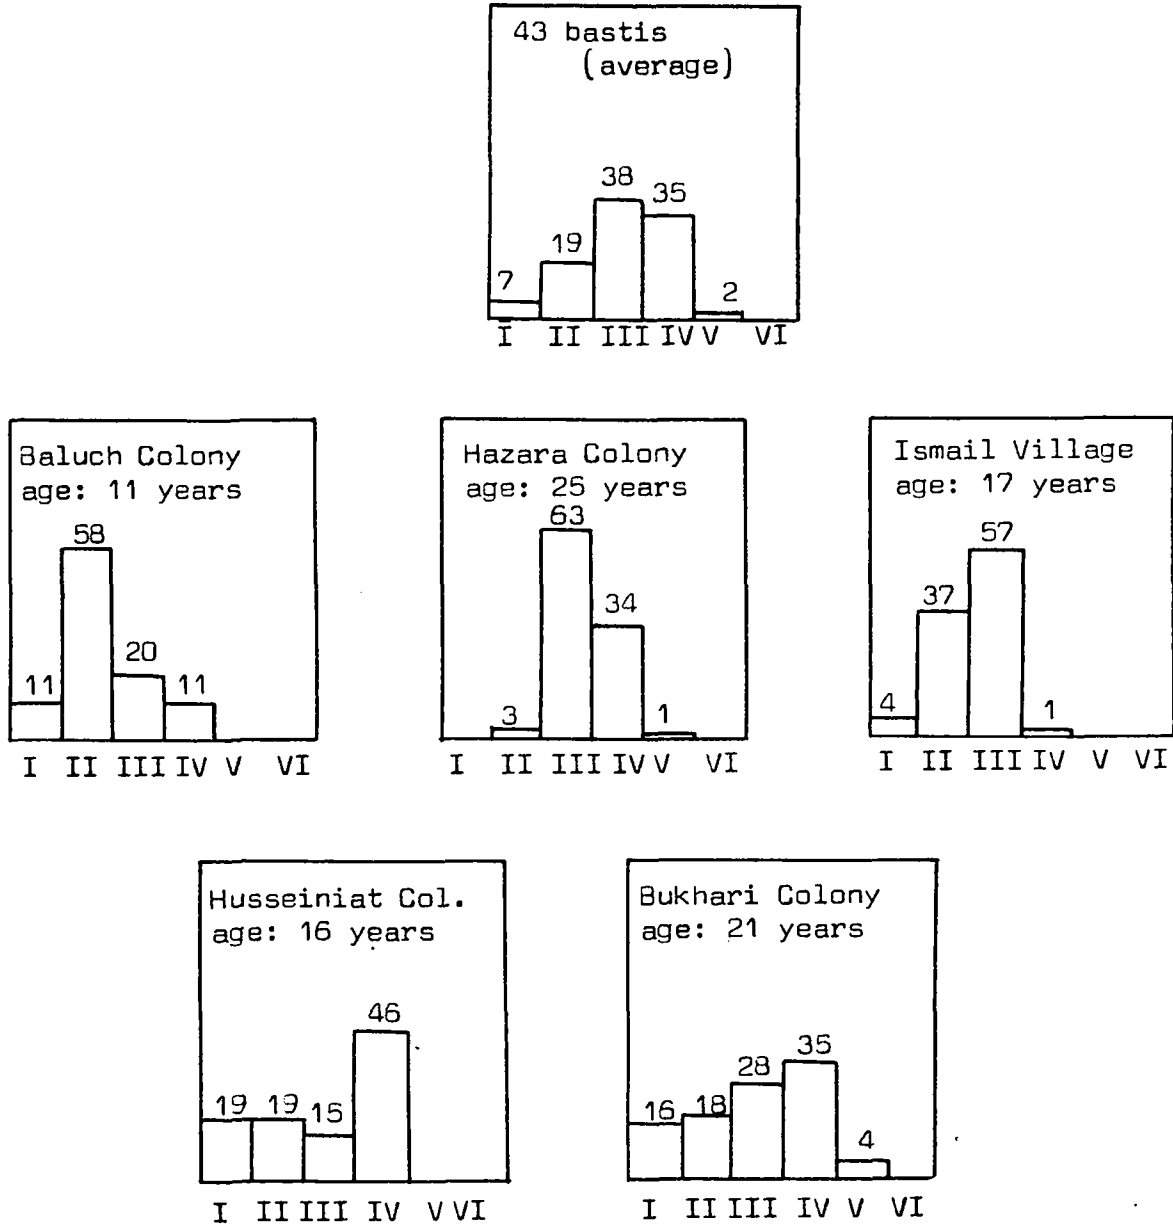 43 bastis
(average)
38
35
19
7
2
I II III IV V VI
Baluch Colony
age: 11 years
58
20
11
11
I II III IV V VI
Hazara Colony
age: 25 years
63
34
3
1
I II III IV V VI
Ismail Village
age: 17 years
57
37
4
1
I II III IV V VI
Husseiniat Col.
age: 16 years
46
19 19 15
I II III IV V VI
Bukhari Colony
age: 21 years
35
28
16 18
4
I II III IV V VI